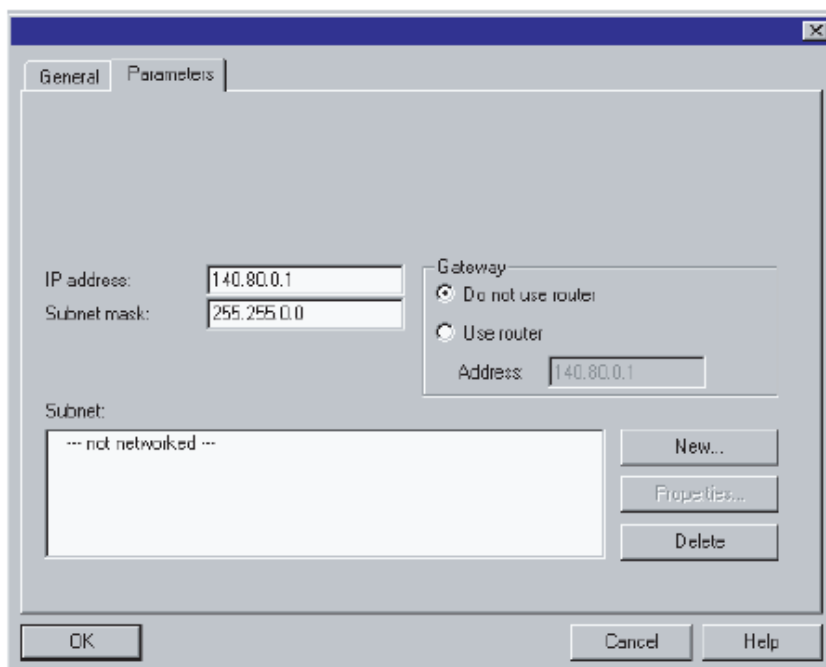 General
Parameters
IP address:
140.80.0.1
Subnet mask:
255.255.0.0
Gateway
Do not use router
Use router
Address:
140.80.0.1
Subnet:
--- not networked ---
New...
Properties...
Delete
OK
Cancel
Help